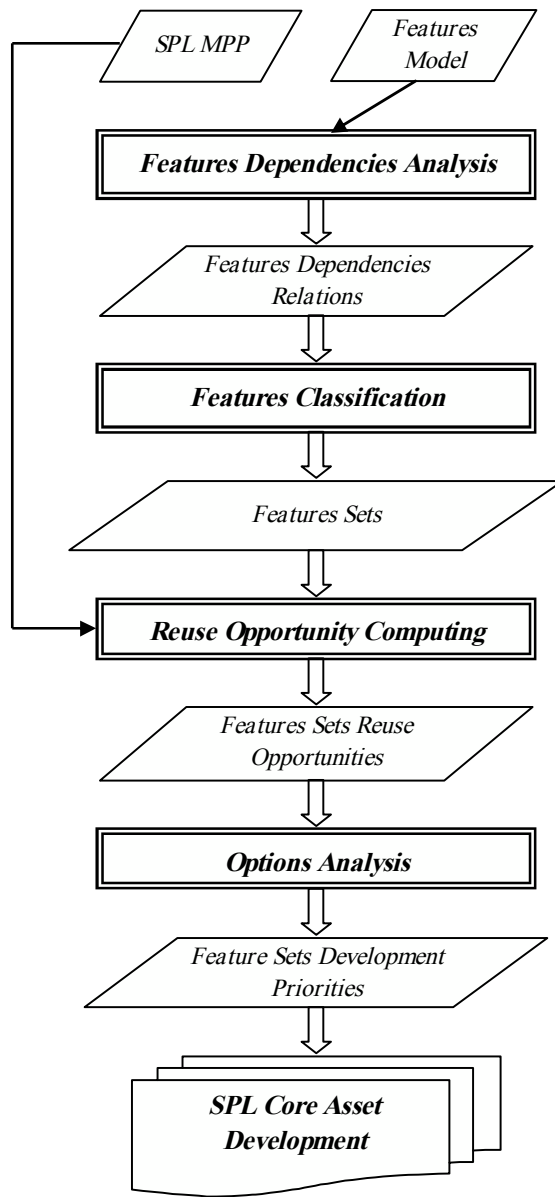 SPL MPP
Features
Model
Features Dependencies Analysis
Features Dependencies
Relations
Features Classification
Features Sets
Reuse Opportunity Computing
Features Sets Reuse
Opportunities
Options Analysis
Feature Sets Development
Priorities
SPL Core Asset
Development